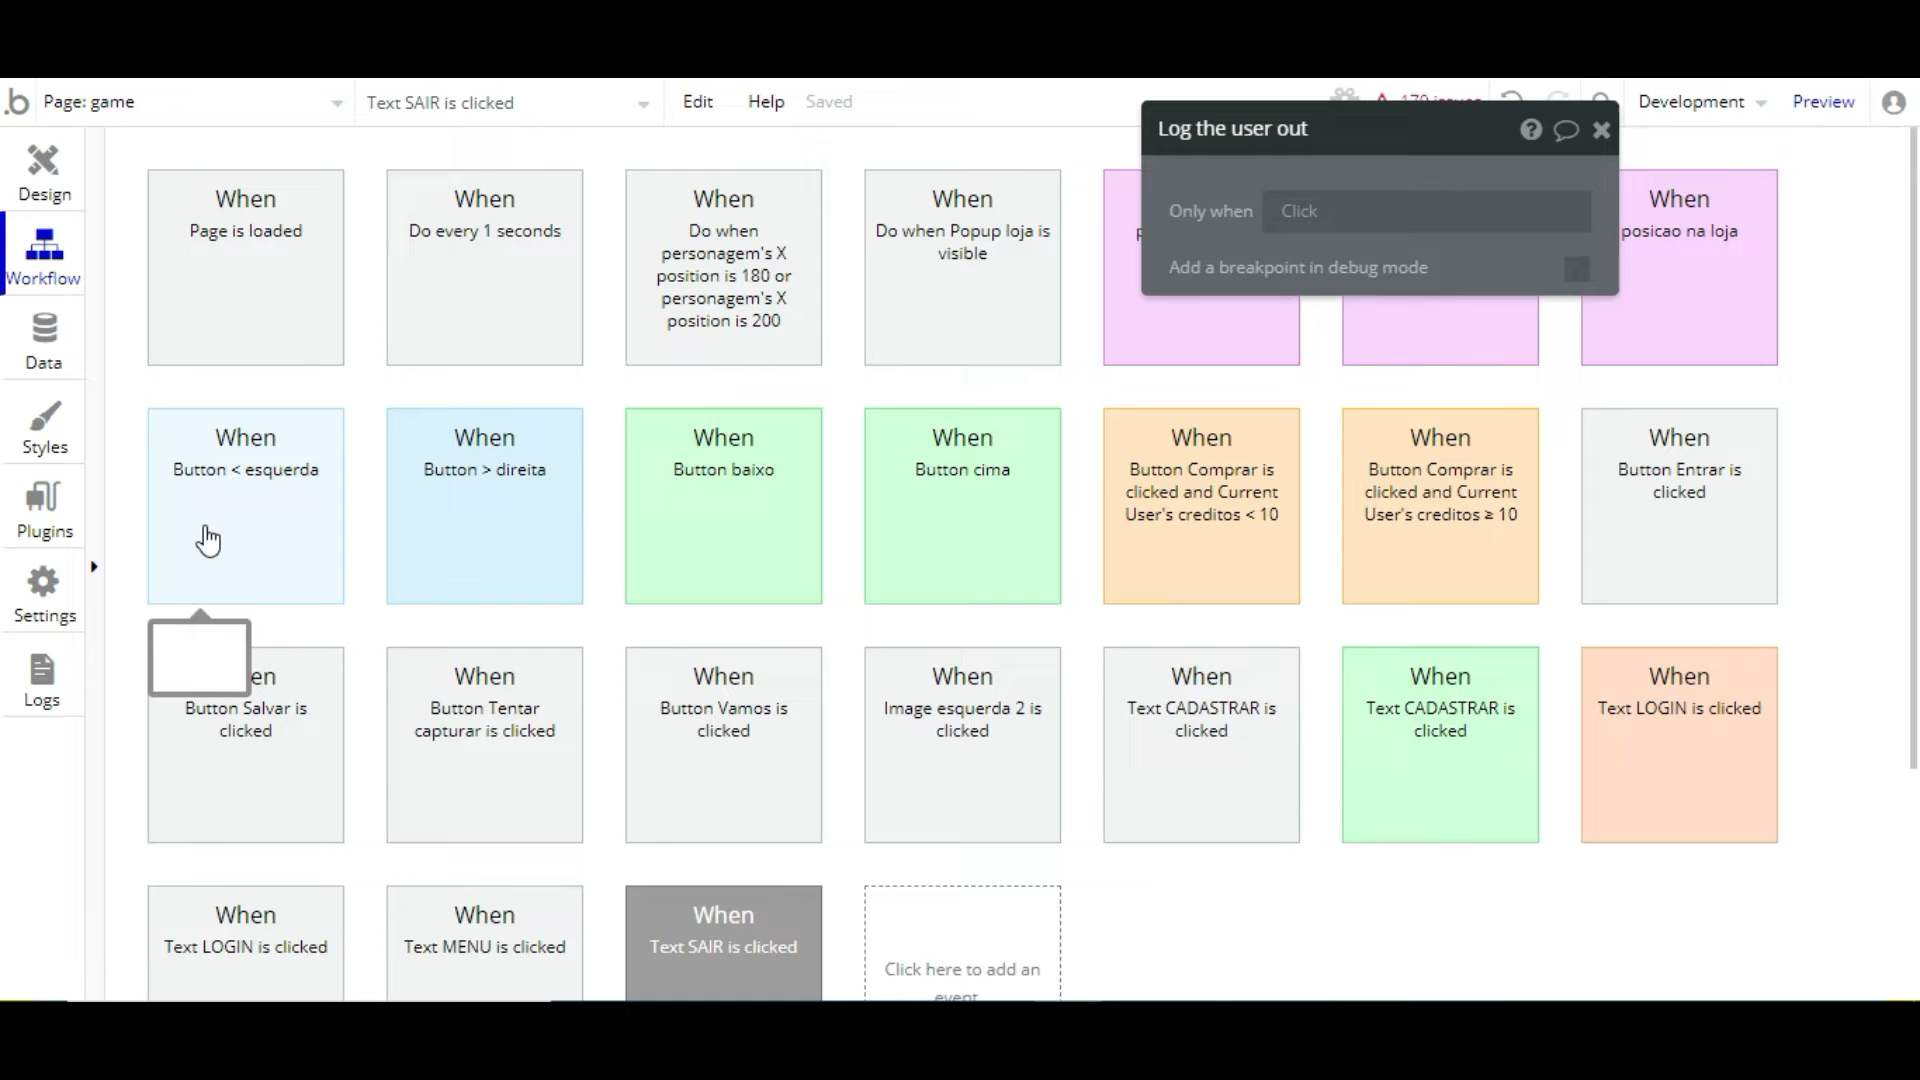 .b Page: game
Text SAIR is clicked
Edit
Help
Saved
Development
Preview
Log the user out
Only when
Click
Add a breakpoint in debug mode
Design
Workflow
Data
Styles
Plugins
Settings
Logs
When
Page is loaded
When
Do every 1 seconds
When
Do when
personagem's X
position is 180 or
personagem's X
position is 200
When
Do when Popup loja is
visible
When
posicao na loja
When
Button < esquerda
When
Button > direita
When
Button baixo
When
Button cima
When
Button Comprar is
clicked and Current
User's creditos < 10
When
Button Comprar is
clicked and Current
User's creditos ≥ 10
When
Button Entrar is
clicked
en
Button Salvar is
clicked
When
Button Tentar
capturar is clicked
When
Button Vamos is
clicked
When
Image esquerda 2 is
clicked
When
Text CADASTRAR is
clicked
When
Text CADASTRAR is
clicked
When
Text LOGIN is clicked
When
Text LOGIN is clicked
When
Text MENU is clicked
When
Text SAIR is clicked
Click here to add an
event